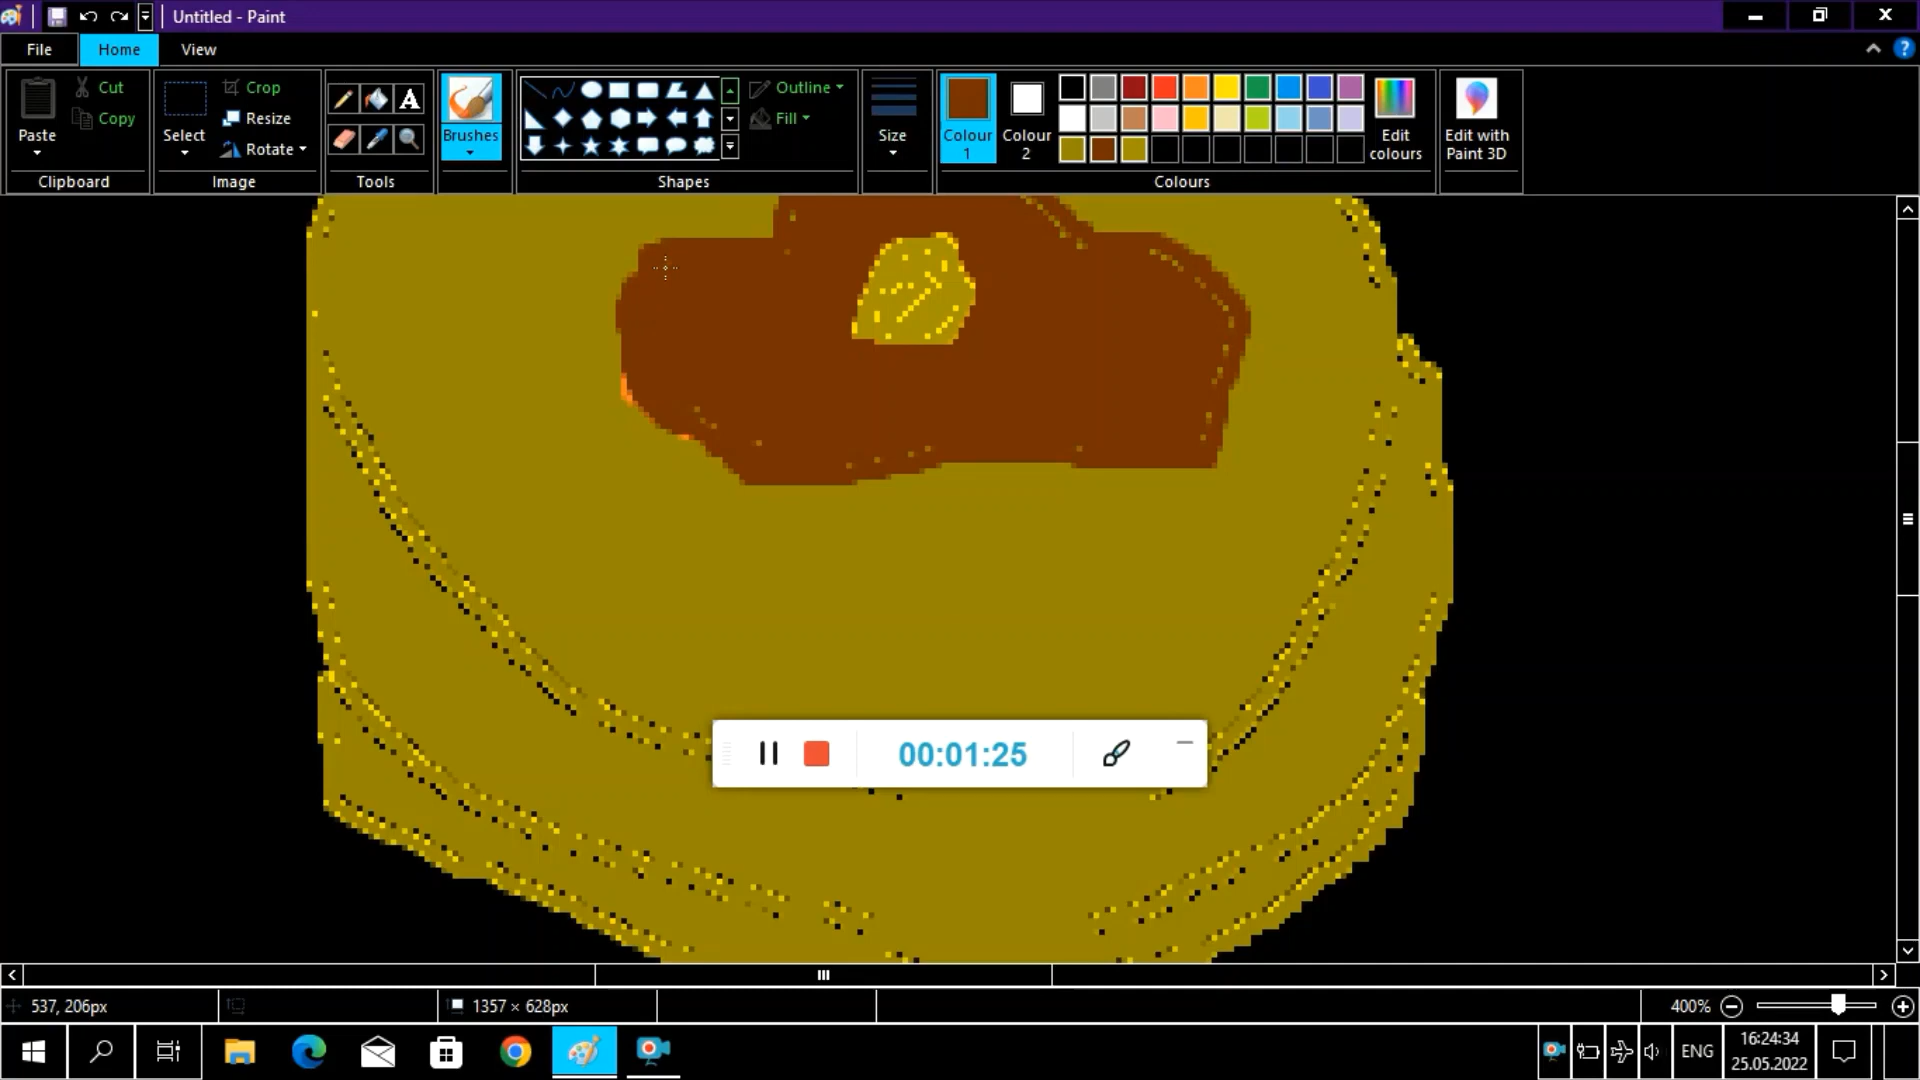 Untitled - Paint
File Home View
Paste
Cut
Copy
Clipboard
Select
Crop
Resize
Rotate
Image
A
Tools
Brushes
Outline
Fill
Shapes
Size
Colour 1
Colour 2
Edit colours
Colours
Edit with Paint 3D
00:01:25
537, 206px
1357 × 628px
400%
ENG
16:24:34
25.05.2022